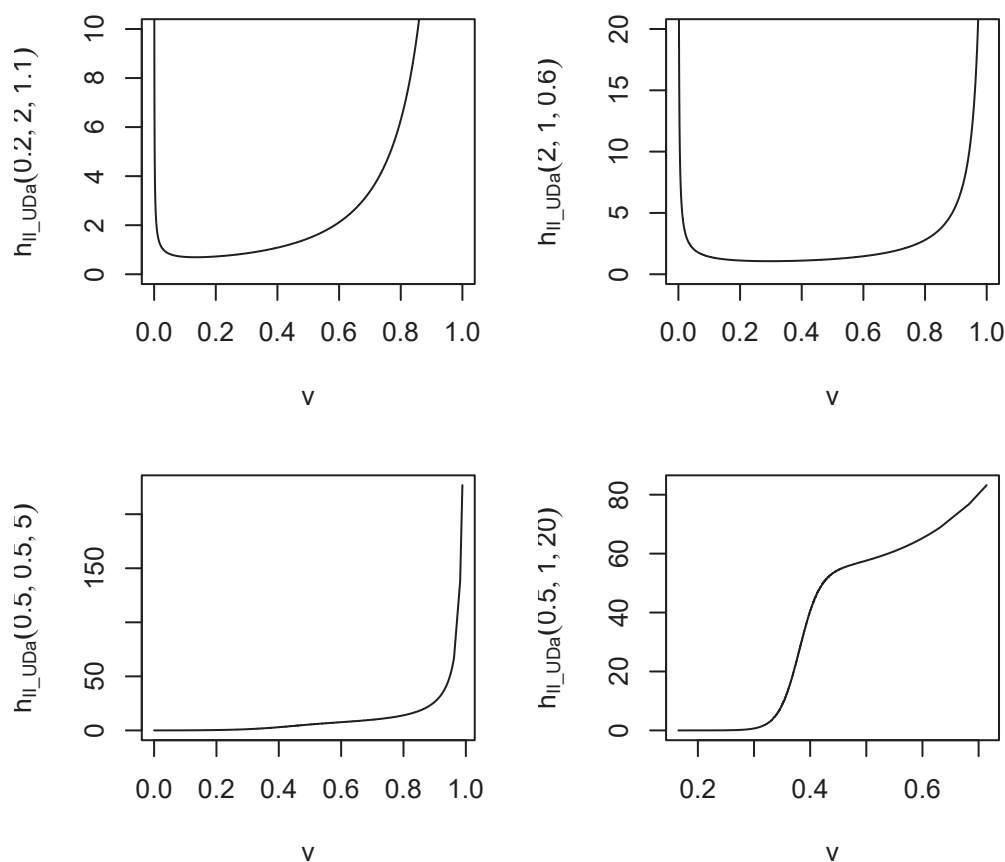 h_II_UDa(0.2, 2, 1.1)
0 2 4 6 8 10
0.0 0.2 0.4 0.6 0.8 1.0
v
h_II_UDa(2, 1, 0.6)
0 5 10 15 20
0.0 0.2 0.4 0.6 0.8 1.0
v
h_II_UDa(0.5, 0.5, 5)
0 50 150
0.0 0.2 0.4 0.6 0.8 1.0
v
h_II_UDa(0.5, 1, 20)
0 20 40 60 80
0.2 0.4 0.6
v